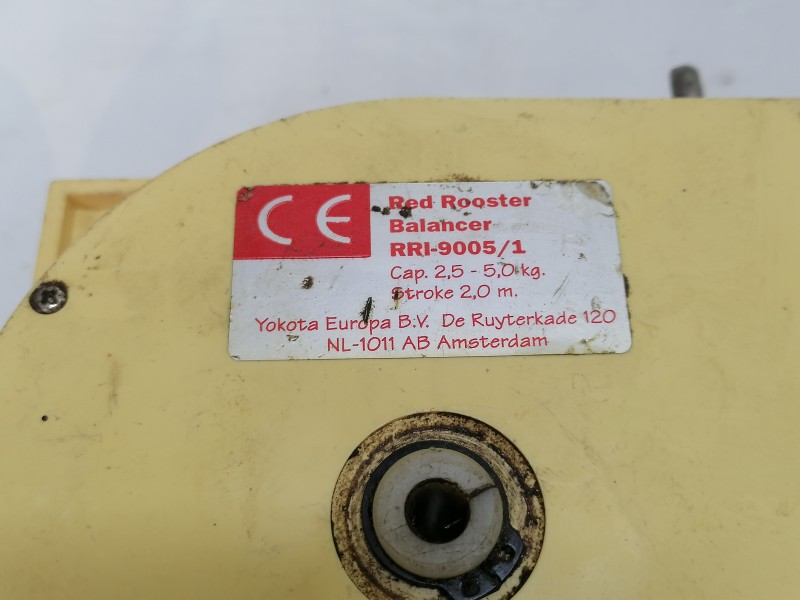 CE
Red Rooster
Balancer
RRI-9005/1
Cap. 2,5 - 5,0 kg.
Stroke 2,0 m.
Yokota Europa B.V. De Ruyterkade 120
NL-1011 AB Amsterdam